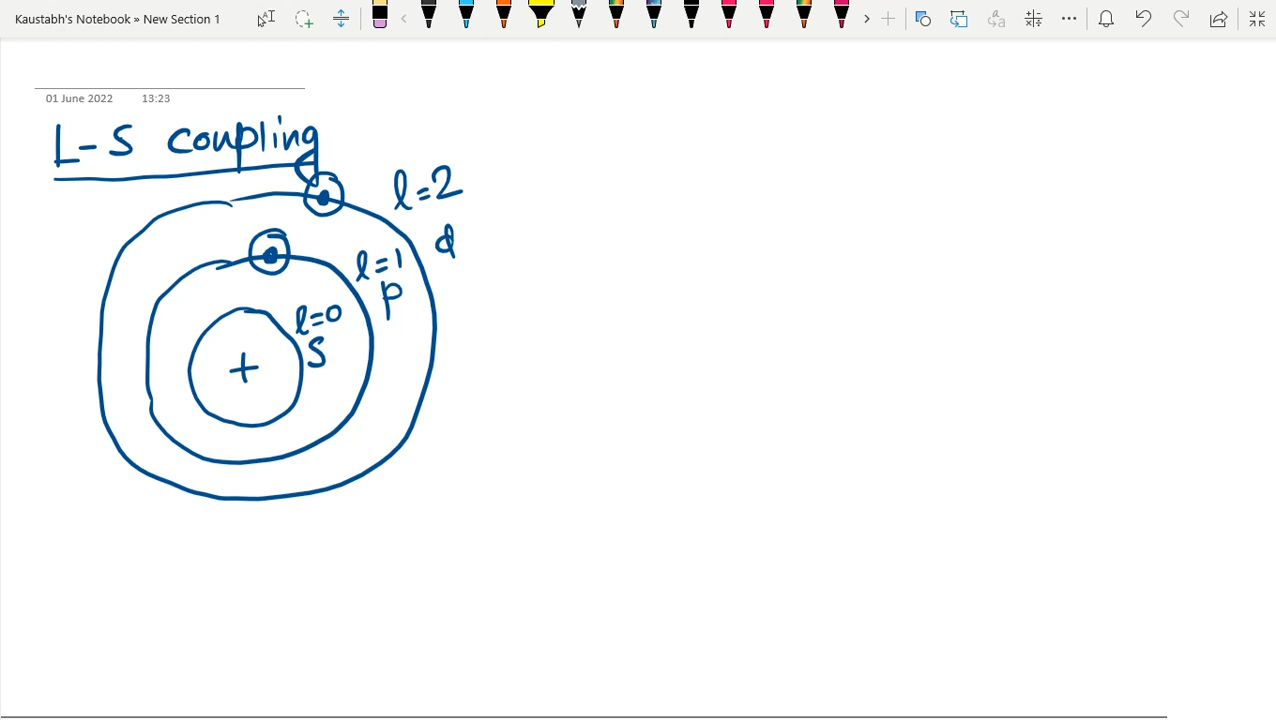 Kaustabh's Notebook » New Section 1
01 June 2022 13:23
L-S coupling
l=2
d
l=1
p
l=0
s
+